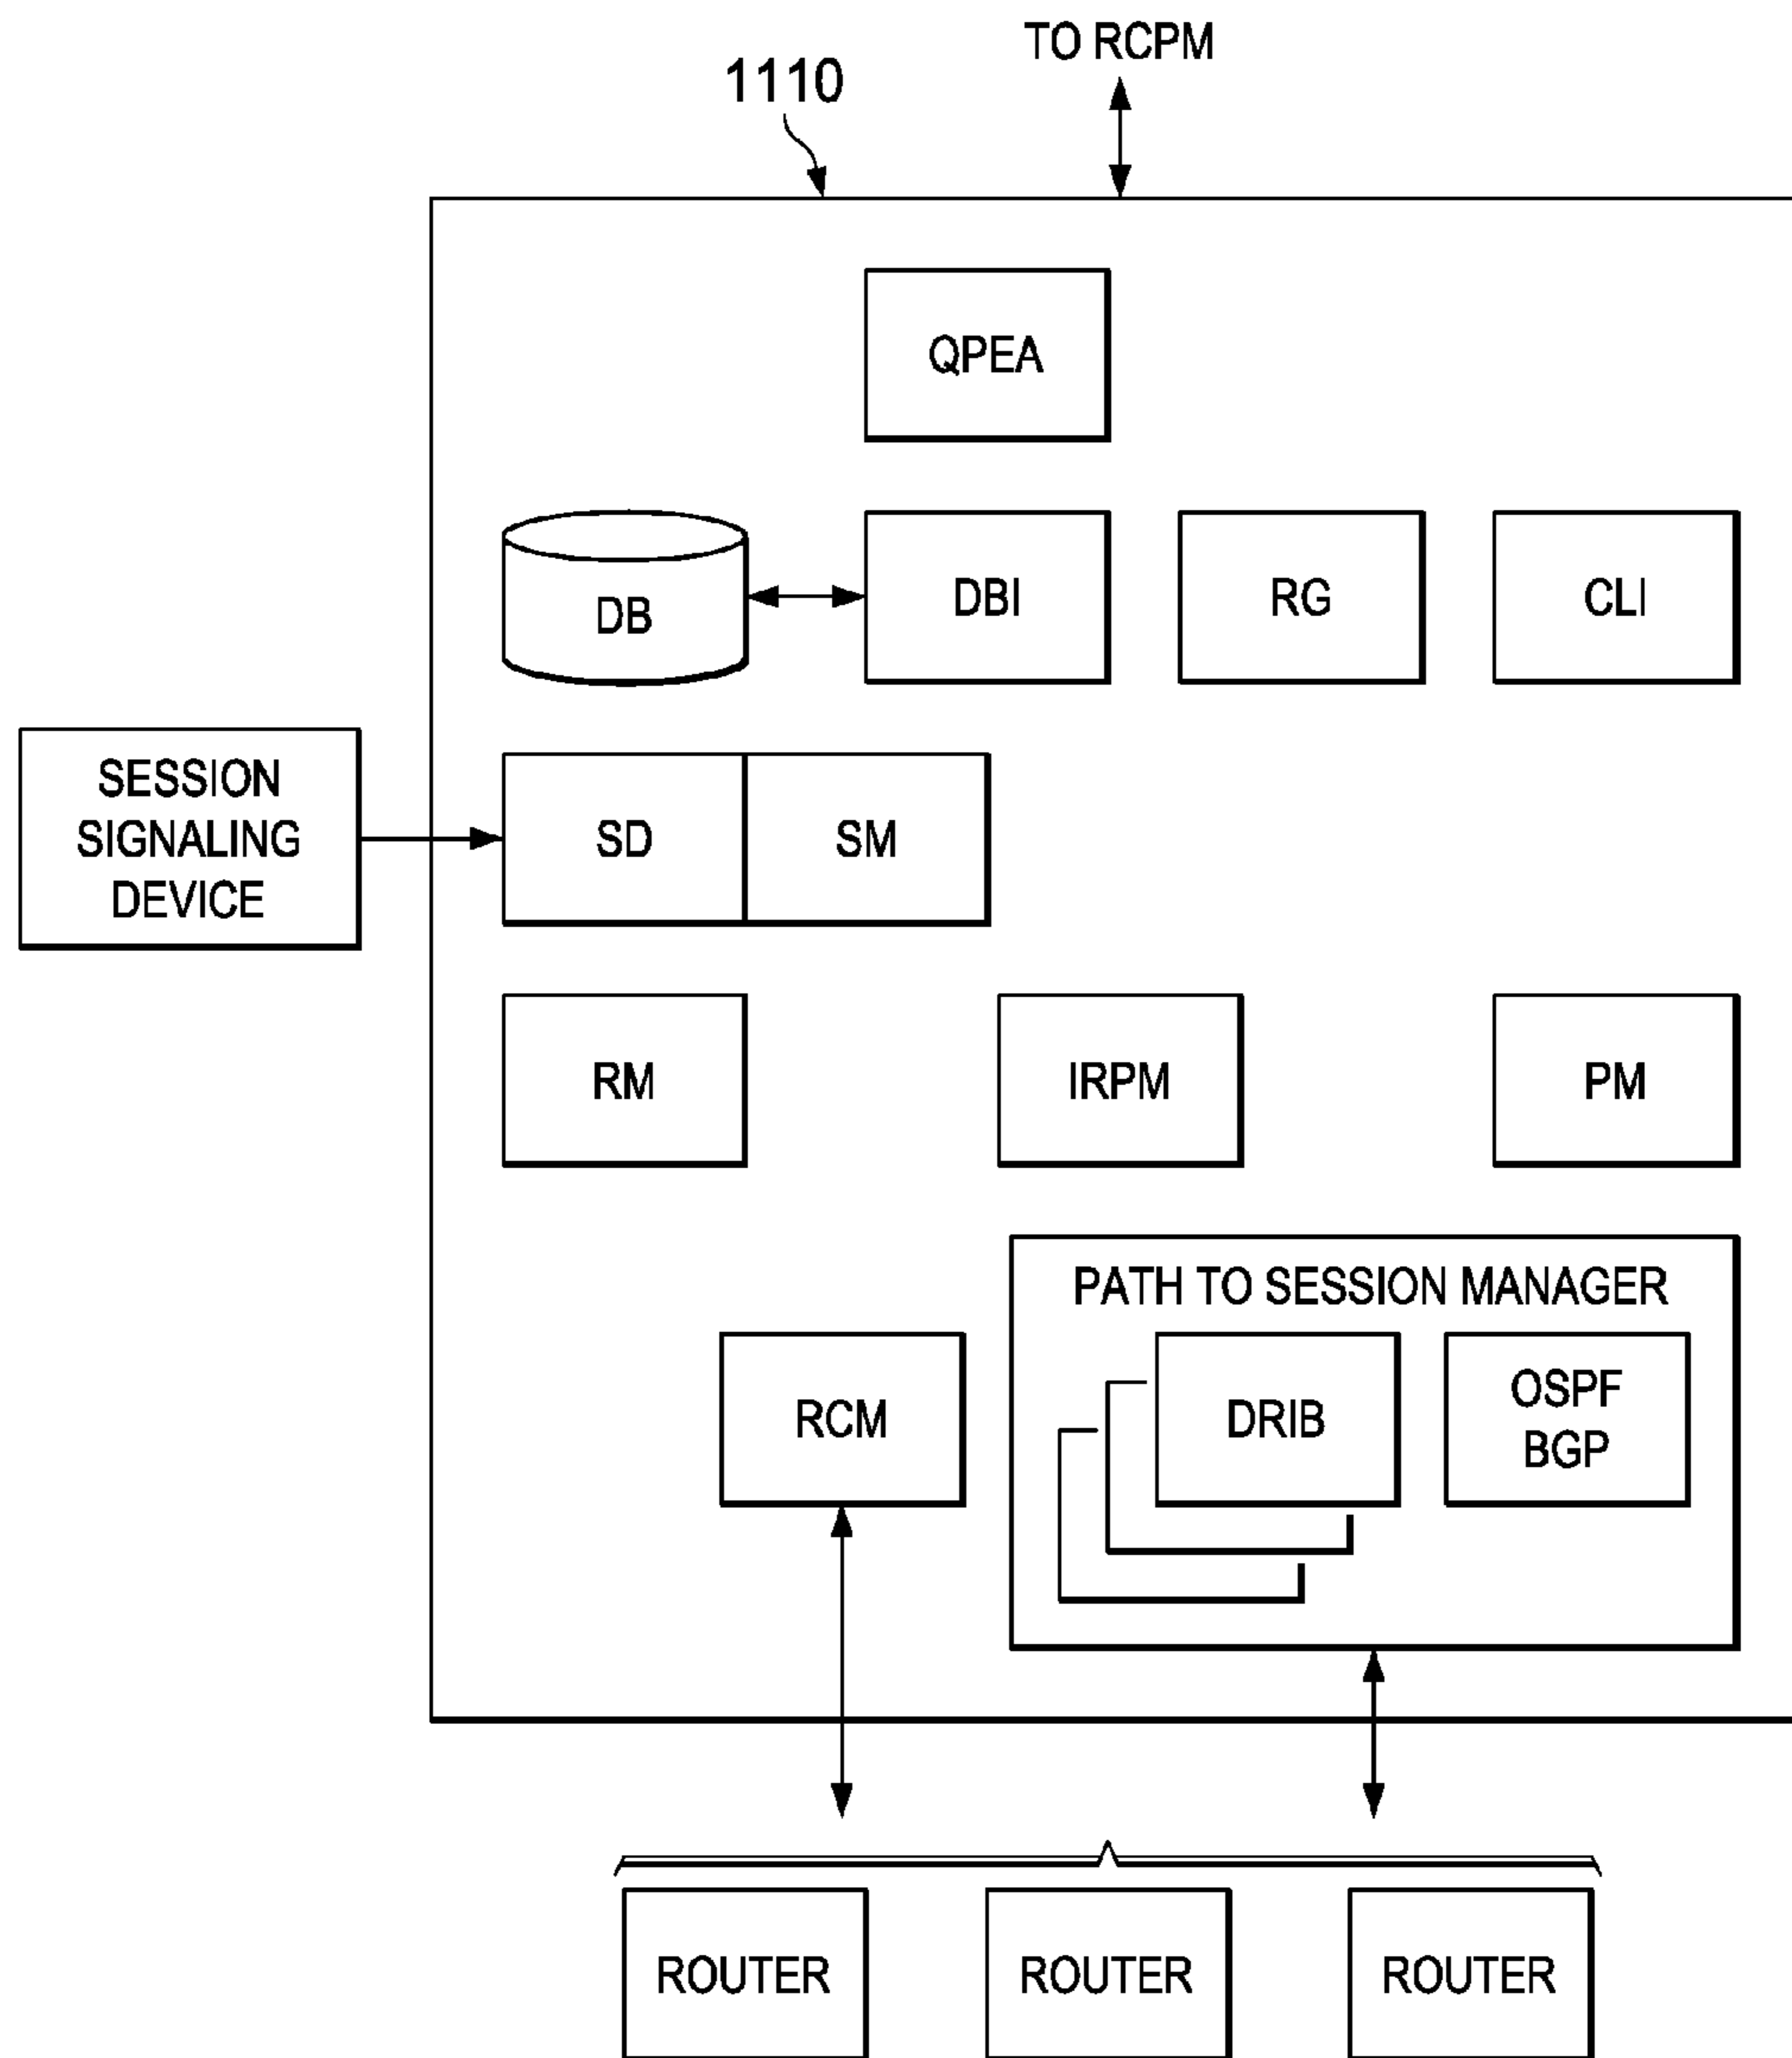 TO RCPM
1110
QPEA
DB
DBI
RG
CLI
SESSION
SIGNALING
DEVICE
SD
SM
RM
IRPM
PM
PATH TO SESSION MANAGER
RCM
DRIB
OSPF
BGP
ROUTER
ROUTER
ROUTER